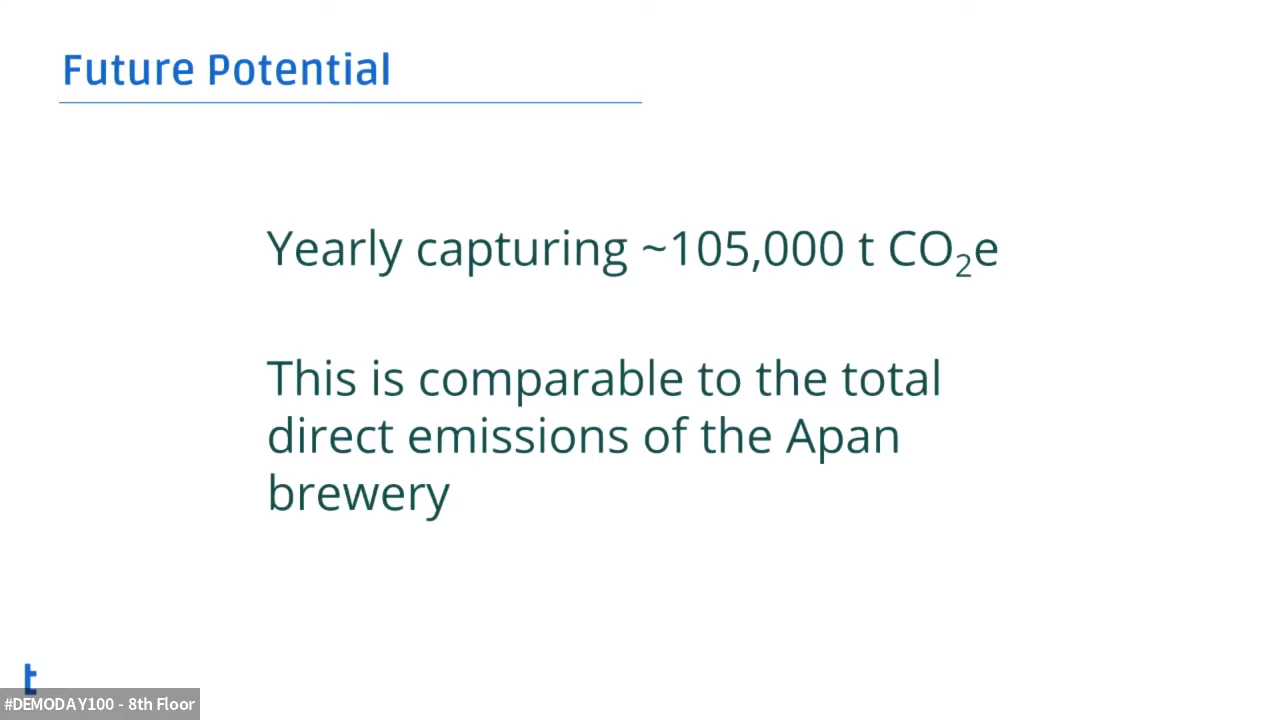 Future Potential
Yearly capturing ~105,000 t CO₂e
This is comparable to the total
direct emissions of the Apan
brewery
t
#DEMODAY100 - 8th Floor